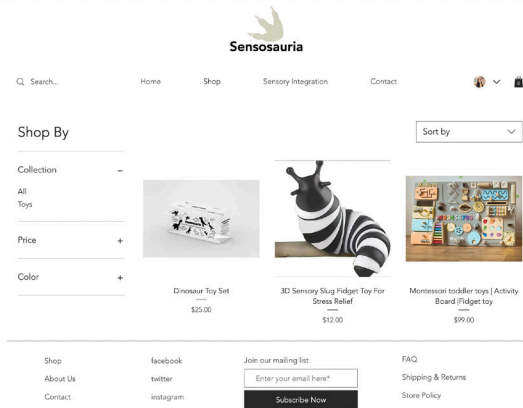 Sensosauria
Search...
Home
Shop
Sensory Integration
Contact
Shop By
Sort by
Collection
All
Toys
Price
Color
Dinosaur Toy Set
$25.00
3D Sensory Slug Fidget Toy For
Stress Relief
$12.00
Montessori toddler toys | Activity
Board |Fidget toy
$99.00
Shop
About Us
Contact
facebook
twitter
instagram
Join our mailing list
Enter your email here*
Subscribe Now
FAQ
Shipping & Returns
Store Policy